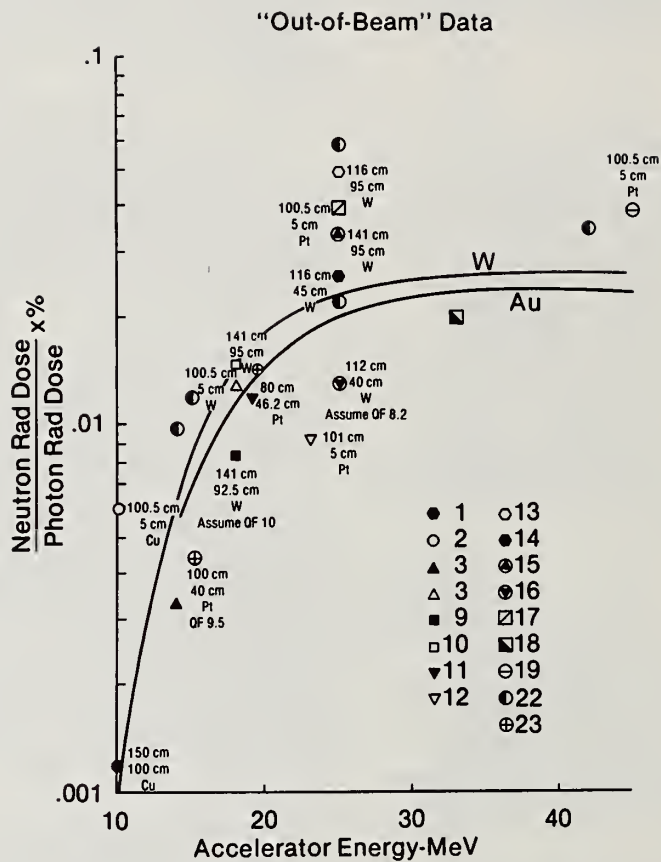 "Out-of-Beam" Data
.1
.01
.001
10
20
30
40
Neutron Rad Dose
Photon Rad Dose
x%
Accelerator Energy-MeV
W
Au
116 cm
95 cm
W
100.5 cm
5 cm
Pt
141 cm
95 cm
W
116 cm
45 cm
W
100.5 cm
5 cm
Pt
141 cm
95 cm
W
100.5 cm
5 cm
W
80 cm
46.2 cm
Pt
112 cm
40 cm
W
Assume QF 8.2
101 cm
5 cm
Pt
100.5 cm
5 cm
Cu
141 cm
92.5 cm
W
Assume QF 10
100 cm
40 cm
Pt
QF 9.5
150 cm
100 cm
Cu
1
2
3
3
9
10
11
12
13
14
15
16
17
18
19
22
23